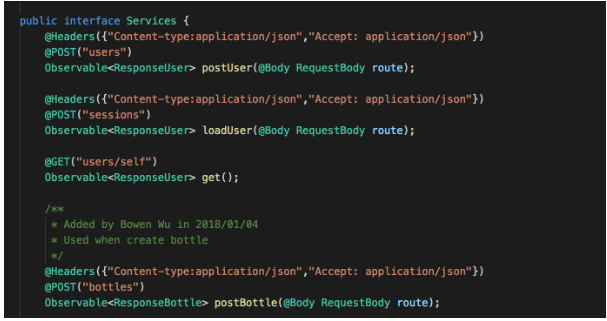 public interface Services {
@Headers({"Content-type:application/json","Accept: application/json"})
@POST("users")
Observable<ResponseUser> postUser(@Body RequestBody route);
@Headers({"Content-type:application/json","Accept: application/json"})
@POST("sessions")
Observable<ResponseUser> loadUser(@Body RequestBody route);
@GET("users/self")
Observable<ResponseUser> get();
/**
* Added by Bowen Wu in 2018/01/04
* Used when create bottle
*/
@Headers({"Content-type:application/json","Accept: application/json"})
@POST("bottles")
Observable<ResponseBottle> postBottle(@Body RequestBody route);